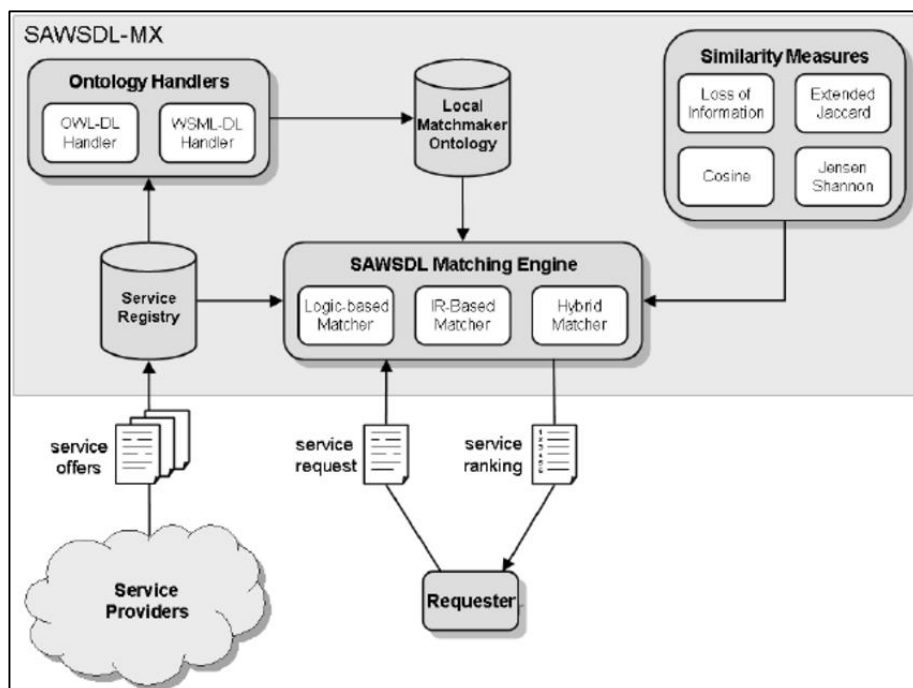 SAWSDL-MX
Ontology Handlers
OWL-DL
Handler
WSML-DL
Handler
Local
Matchmaker
Ontology
Similarity Measures
Loss of
Information
Extended
Jaccard
Cosine
Jensen
Shannon
Service
Registry
SAWSDL Matching Engine
Logic-based
Matcher
IR-Based
Matcher
Hybrid
Matcher
service
offers
service
request
service
ranking
Service
Providers
Requester